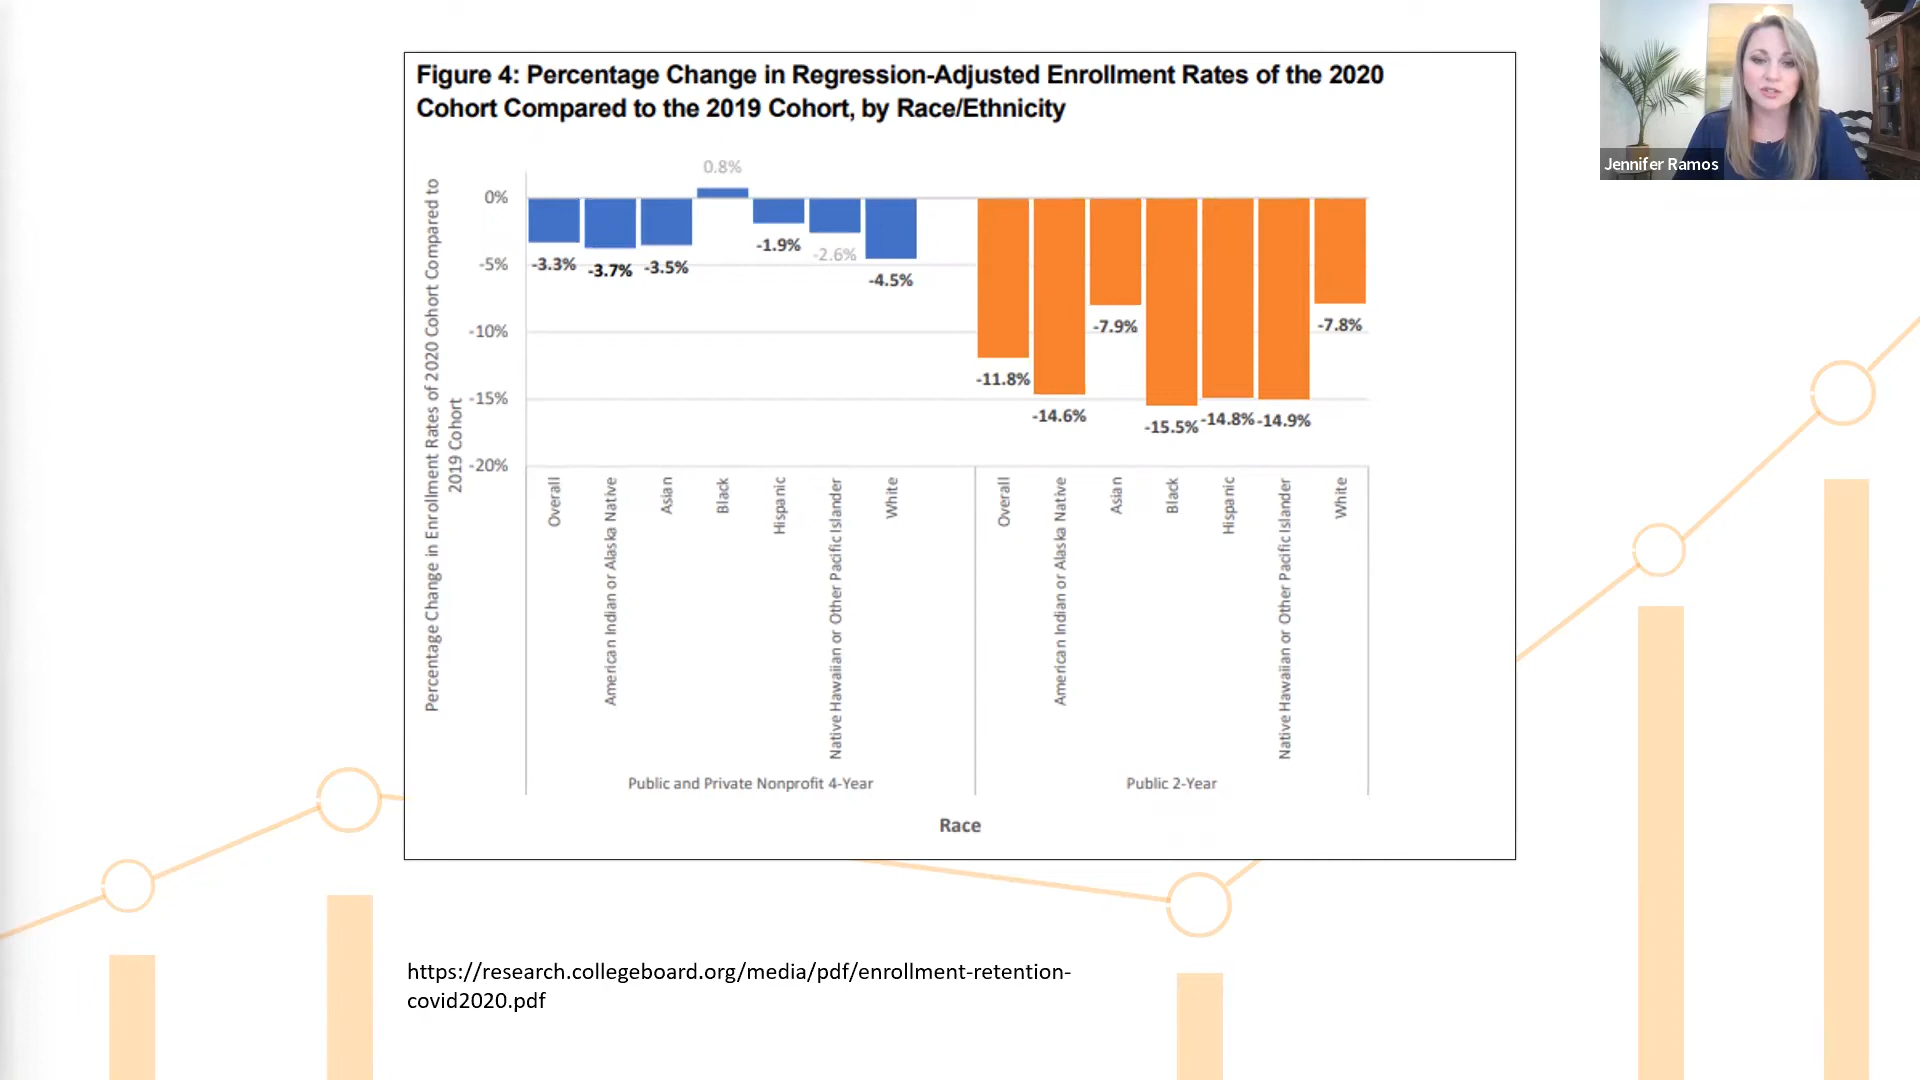 Figure 4: Percentage Change in Regression-Adjusted Enrollment Rates of the 2020
Cohort Compared to the 2019 Cohort, by Race/Ethnicity
Jennifer Ramos
Percentage Change in Enrollment Rates of 2020 Cohort Compared to
2019 Cohort
0%
-5%
-10%
-15%
-20%
-3.3%
-3.7%
-3.5%
0.8%
-1.9%
-2.6%
-4.5%
-11.8%
-14.6%
-7.9%
-15.5%
-14.8%
-14.9%
-7.8%
Overall
American Indian or Alaska Native
Asian
Black
Hispanic
Native Hawaiian or Other Pacific Islander
White
Overall
American Indian or Alaska Native
Asian
Black
Hispanic
Native Hawaiian or Other Pacific Islander
White
Public and Private Nonprofit 4-Year
Public 2-Year
Race
https://research.collegeboard.org/media/pdf/enrollment-retention-
covid2020.pdf